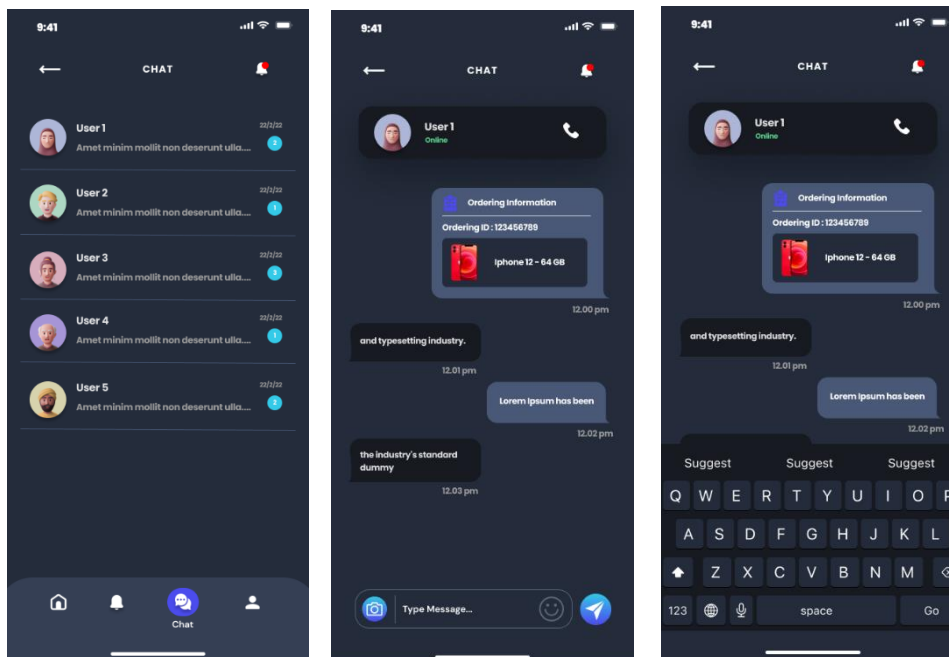 9:41
CHAT
User 1
22/2/22
Amet minim mollit non deserunt ulla....
2
User 2
22/2/22
Amet minim mollit non deserunt ulla....
1
User 3
22/2/22
Amet minim mollit non deserunt ulla....
User 4
22/2/22
Amet minim mollit non deserunt ulla....
1
User 5
22/2/22
Amet minim mollit non deserunt ulla....
2
Chat
9:41
CHAT
User 1
Online
Ordering Information
Ordering ID : 123456789
Iphone 12 - 64 GB
12.00 pm
and typesetting industry.
12.01 pm
Lorem Ipsum has been
12.02 pm
the industry's standard
dummy
12.03 pm
Type Message...
9:41
CHAT
User 1
Online
Ordering Information
Ordering ID : 123456789
Iphone 12 - 64 GB
12.00 pm
and typesetting industry.
12.01 pm
Lorem Ipsum has been
12.02 pm
Suggest Suggest Suggest
Q W E R T Y U I O P
A S D F G H J K L
Z X C V B N M
123 space Go